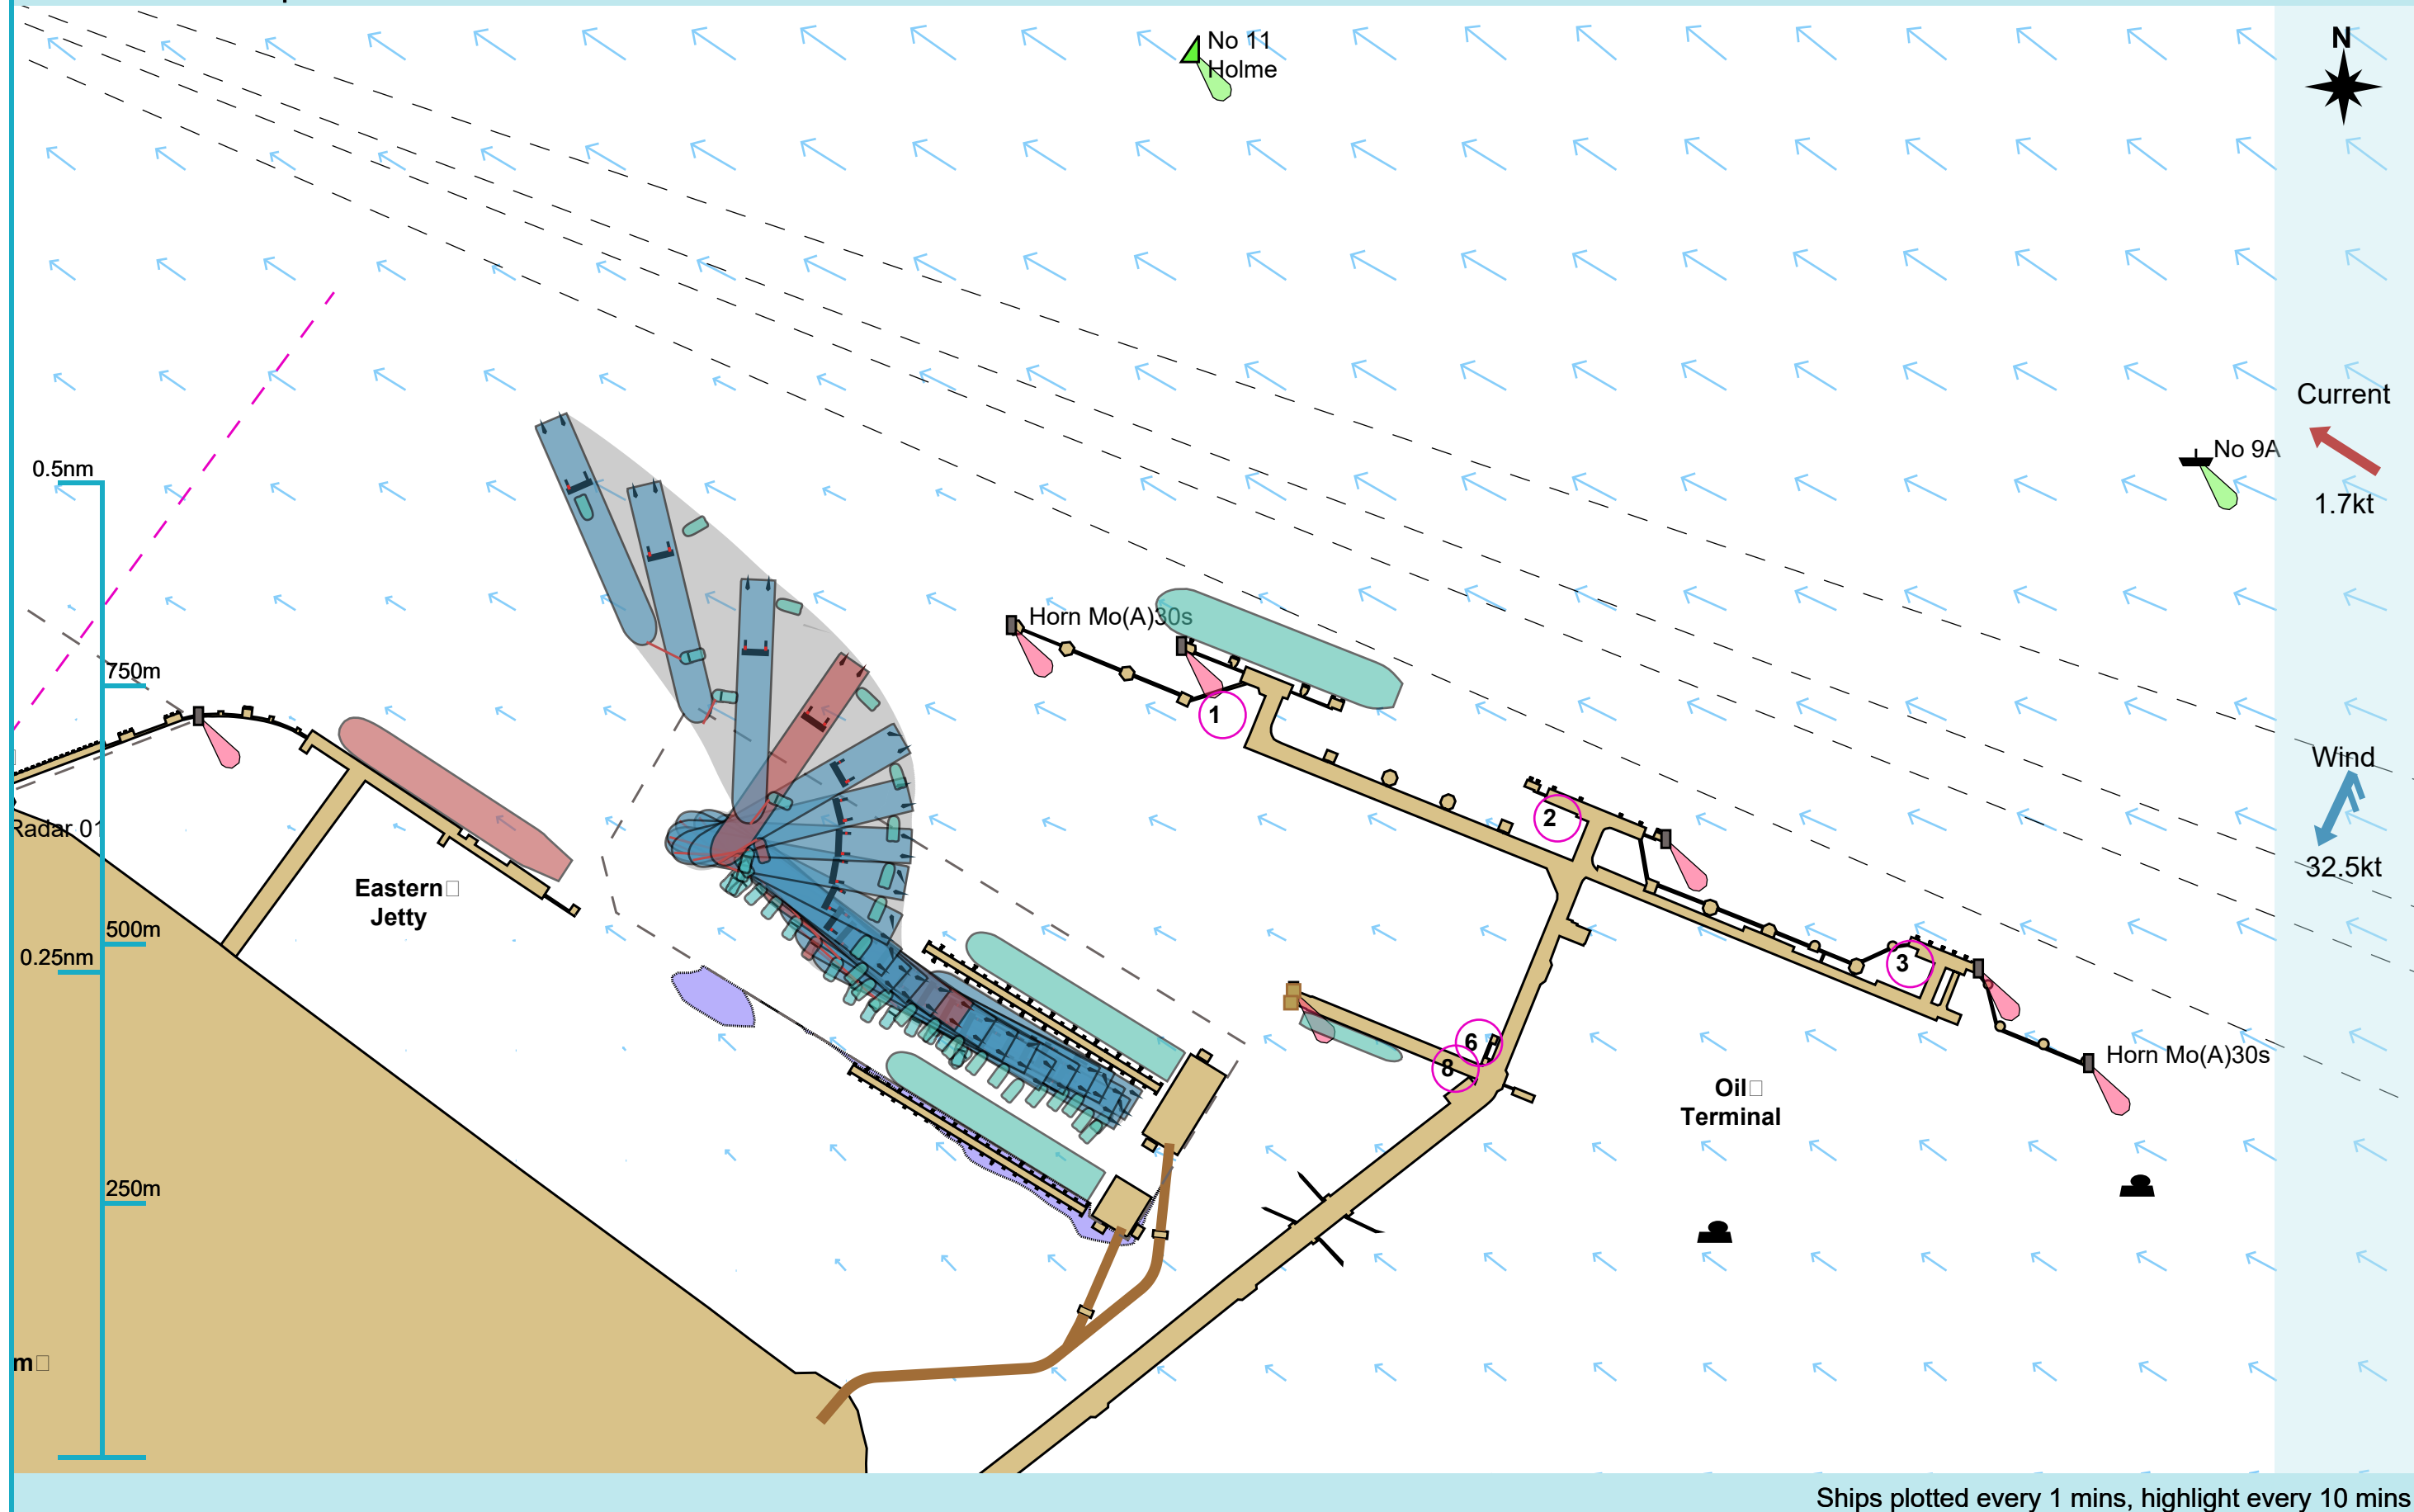 No 11
Holme
N
Current
1.7kt
No 9A
0.5nm
Horn Mo(A)30s
750m
1
Wind
32.5kt
Radar 01
2
Eastern
Jetty
500m
0.25nm
3
6
8
Horn Mo(A)30s
Oil
Terminal
250m
m
Ships plotted every 1 mins, highlight every 10 mins